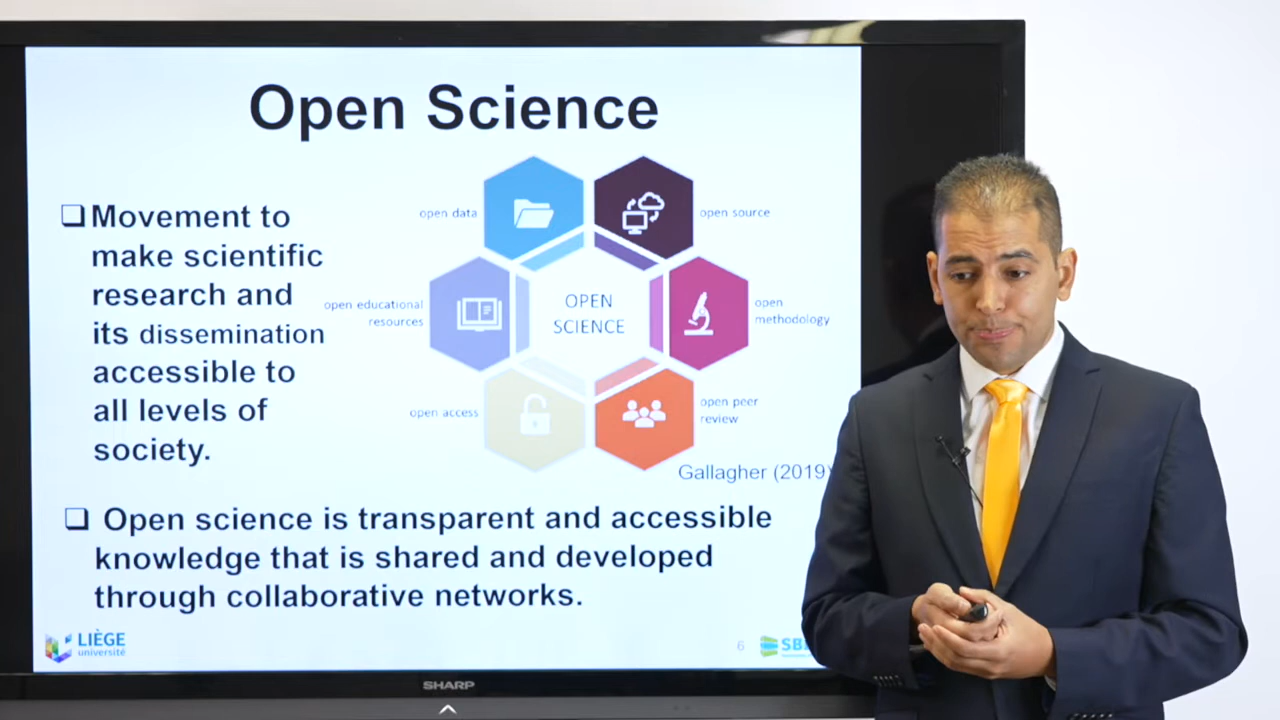 Open Science
Movement to
make scientific
research and
its dissemination
accessible to
all levels of
society.
open data
open source
open educational
resources
OPEN
SCIENCE
open
methodology
open access
open peer
review
Gallagher (2019)
Open science is transparent and accessible
knowledge that is shared and developed
through collaborative networks.
LIÈGE
université
6
SHARP